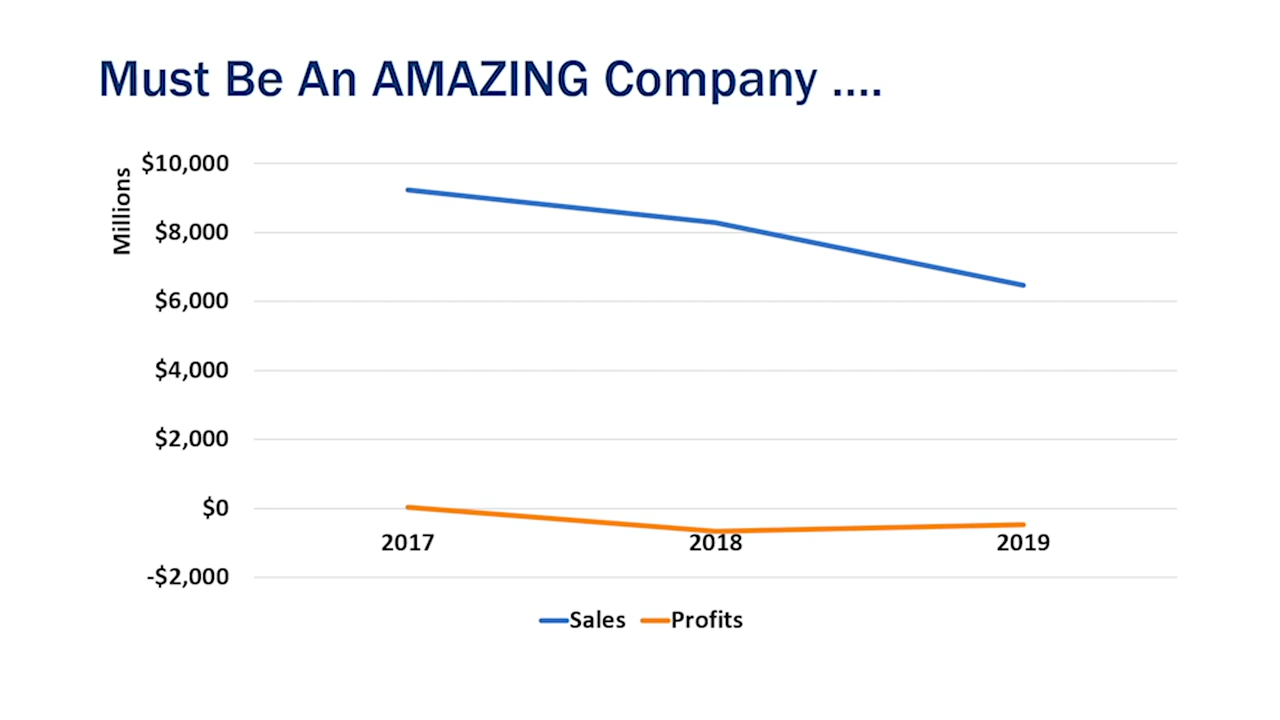 Must Be An AMAZING Company ....
Millions
$10,000
$8,000
$6,000
$4,000
$2,000
$0
-$2,000
2017 2018 2019
Sales Profits